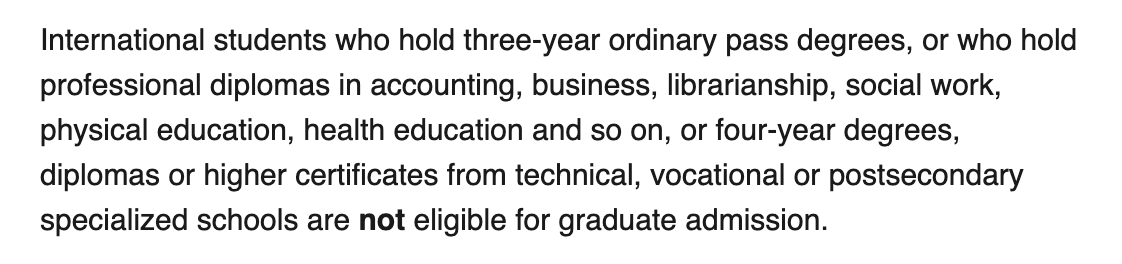 International students who hold three-year ordinary pass degrees, or who hold
professional diplomas in accounting, business, librarianship, social work,
physical education, health education and so on, or four-year degrees,
diplomas or higher certificates from technical, vocational or postsecondary
specialized schools are not eligible for graduate admission.